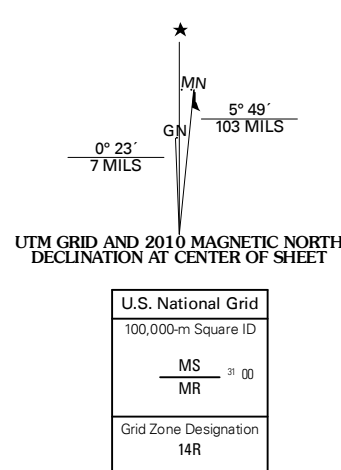 ★
MN
GN
5° 49´
103 MILS
0° 23´
7 MILS
UTM GRID AND 2010 MAGNETIC NORTH
DECLINATION AT CENTER OF SHEET
U.S. National Grid
100,000-m Square ID
MS
31 00
MR
Grid Zone Designation
14R